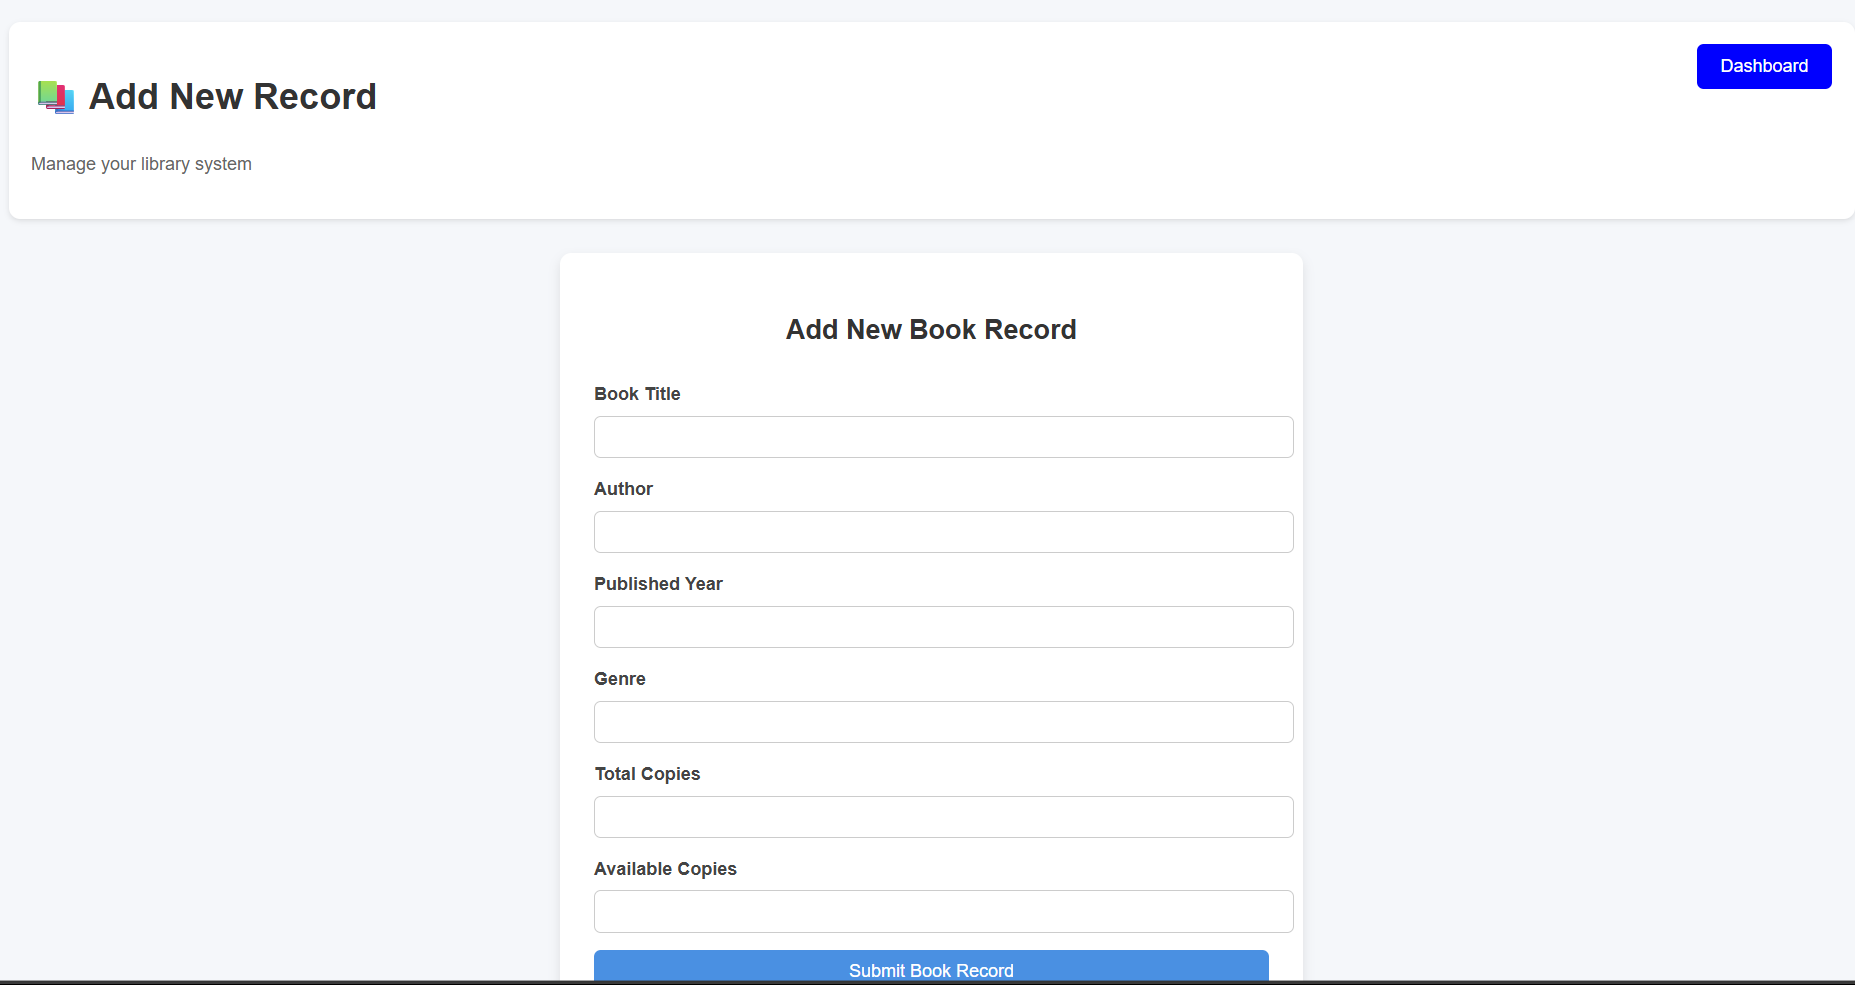 Dashboard
Add New Record
Manage your library system
Add New Book Record
Book Title
Author
Published Year
Genre
Total Copies
Available Copies
Submit Book Record